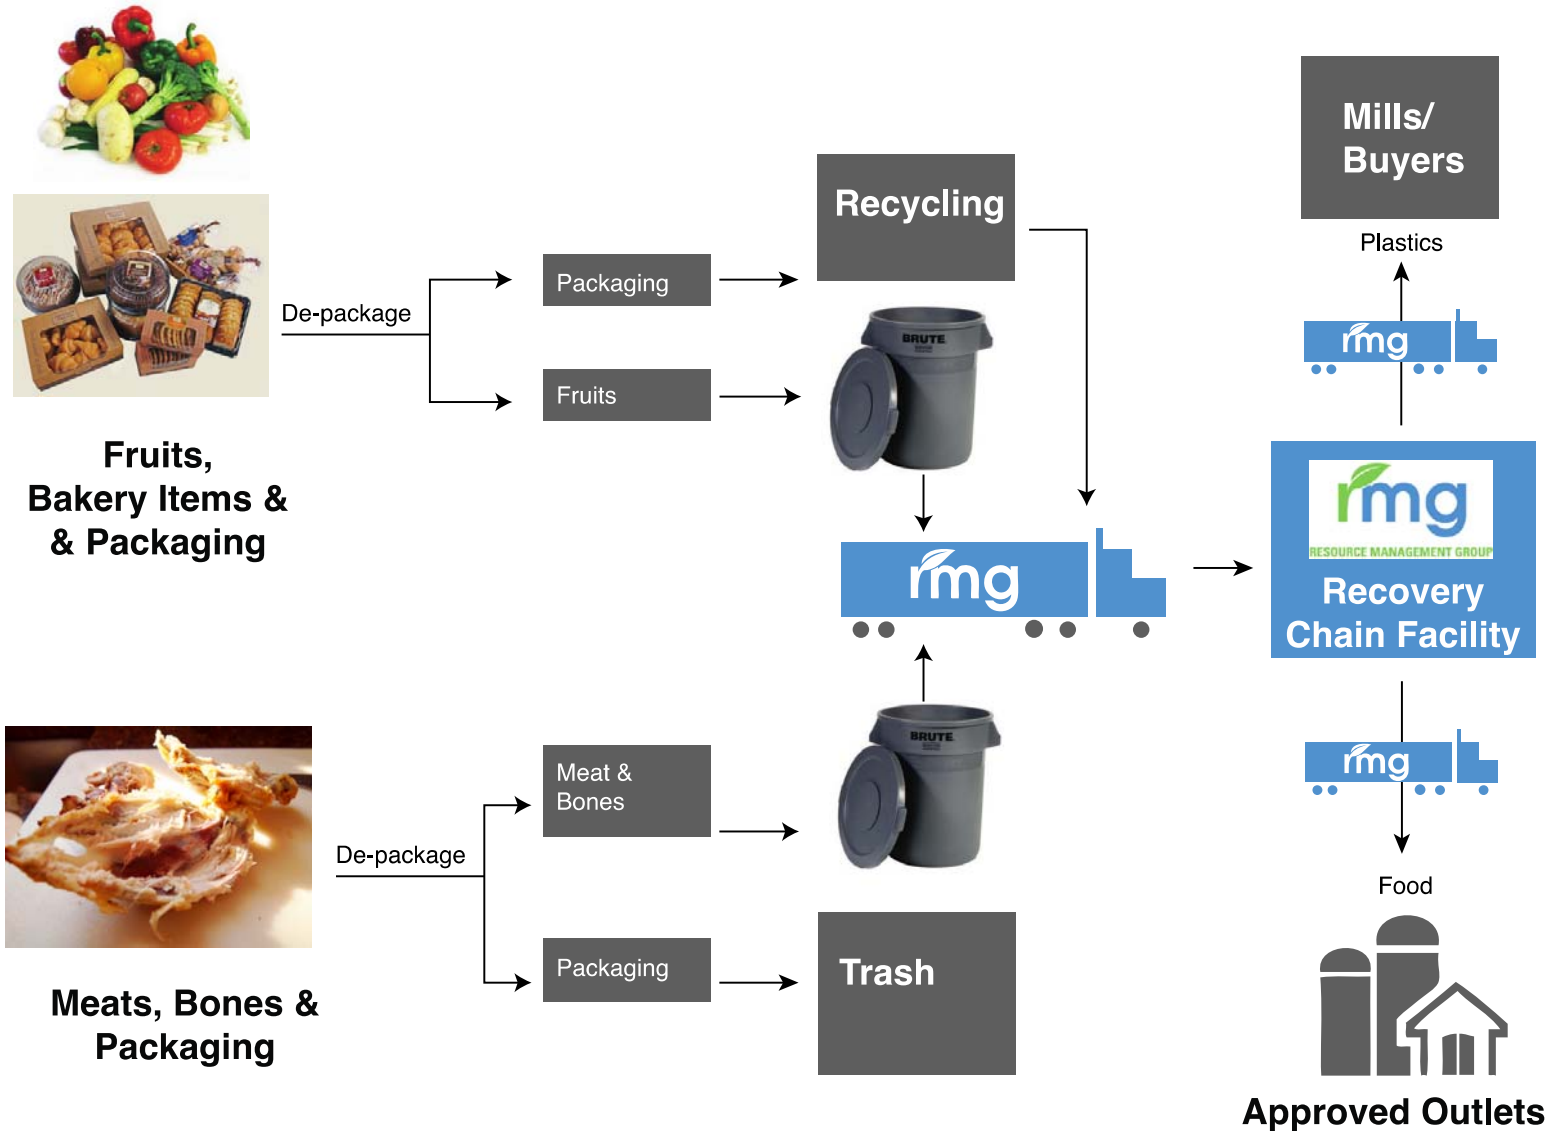 Fruits,
Bakery Items &
& Packaging
De-package
Packaging
Fruits
Recycling
BRUTE
rmg
Meats, Bones &
Packaging
De-package
Meat &
Bones
Packaging
BRUTE
Trash
Mills/
Buyers
Plastics
rmg
rmg
RESOURCE MANAGEMENT GROUP
Recovery
Chain Facility
rmg
Food
Approved Outlets